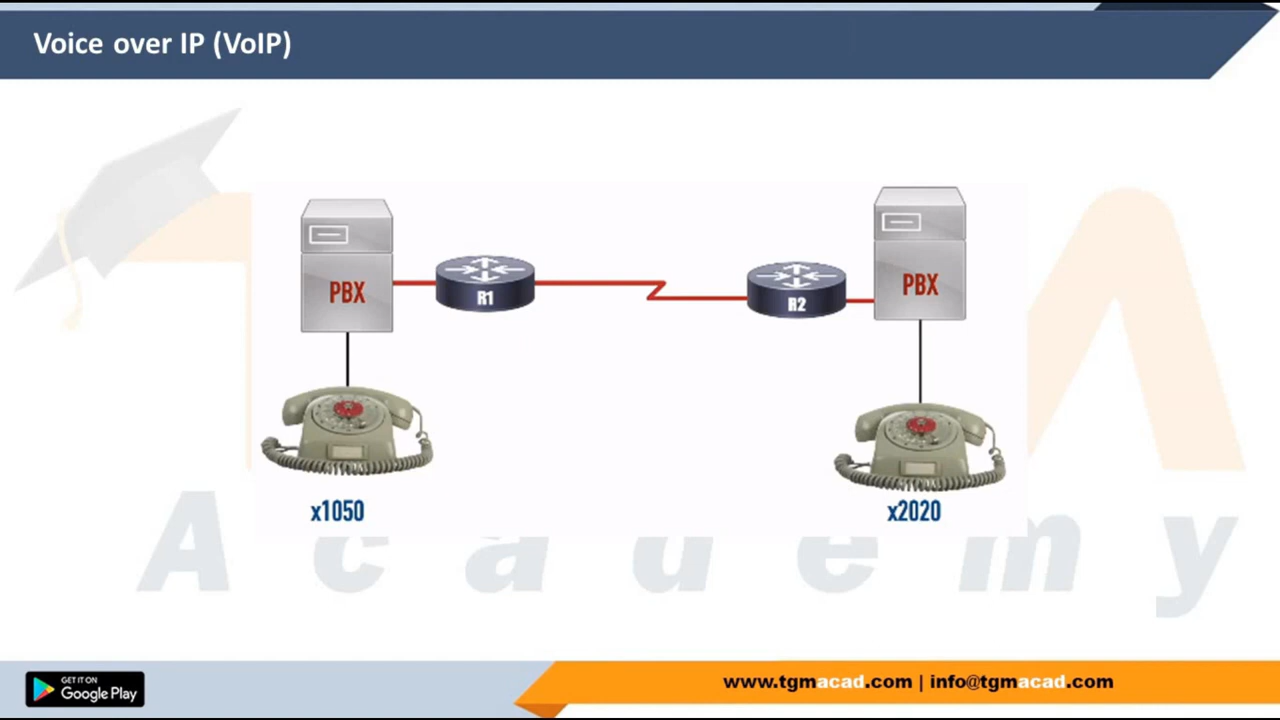 Voice over IP (VoIP)
PBX
R1
R2
PBX
x1050
x2020
Academy
GET IT ON
Google Play
www.tgmacad.com | info@tgmacad.com